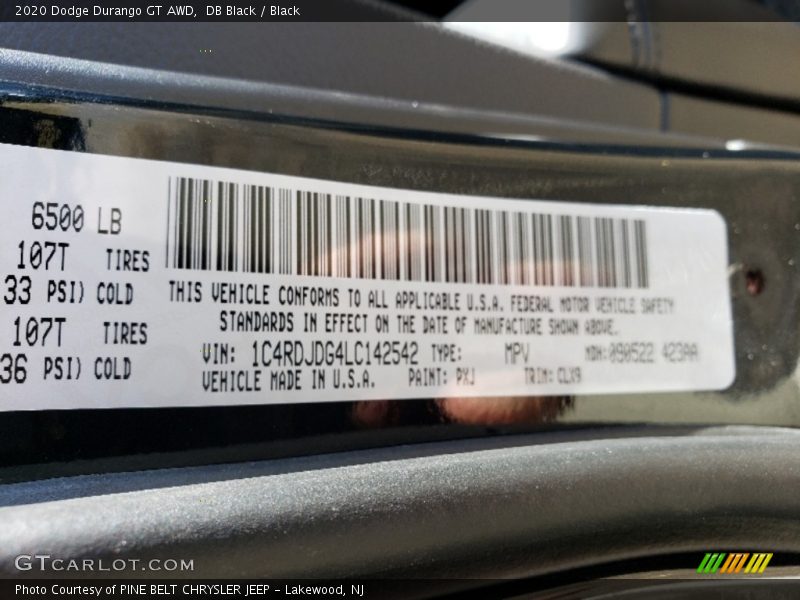 2020 Dodge Durango GT AWD,  DB Black / Black
6500 LB
107T TIRES
33 PSI) COLD
107T TIRES
36 PSI) COLD
THIS VEHICLE CONFORMS TO ALL APPLICABLE U.S.A. FEDERAL MOTOR VEHICLE SAFETY
STANDARDS IN EFFECT ON THE DATE OF MANUFACTURE SHOWN ABOVE.
VIN: 1C4RDJDG4LC142542 TYPE: MPV MDH:090522 423AA
VEHICLE MADE IN U.S.A. PAINT: PXJ TRIM: CLX9
GTCARLOT.COM
Photo Courtesy of PINE BELT CHRYSLER JEEP - Lakewood, NJ